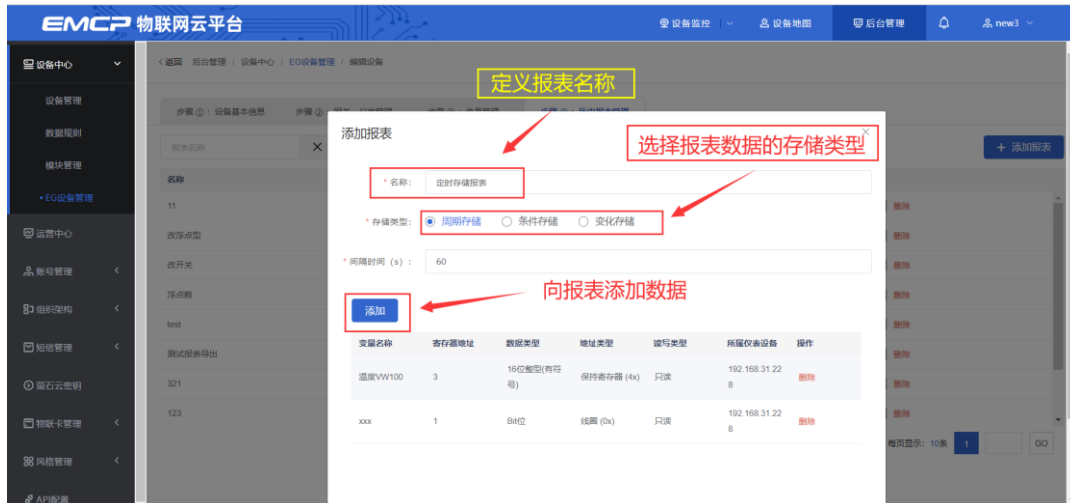 EMCP 物联网云平台
设备监控
设备地图
后台管理
new3
设备中心
设备管理
数据规则
模块管理
EG设备管理
运营中心
账号管理
组织架构
短信管理
萤石云密钥
物联卡管理
风格管理
API配置
<返回 后台管理 / 设备中心 / EG设备管理 / 编辑设备
定义报表名称
步骤①：设备基本信息
报表名称
+ 添加报表
名称
11
改浮点型
改开关
浮点数
test
测试报表导出
321
123
删除
删除
删除
删除
删除
删除
删除
删除
每页显示：10条 1 GO
添加报表
选择报表数据的存储类型
* 名称： 定时存储报表
* 存储类型： 周期存储 条件存储 变化存储
* 间隔时间（s）： 60
向报表添加数据
添加
变量名称 寄存器地址 数据类型 地址类型 读写类型 所属仪表设备 操作
温度VW100 3 16位整型(有符号) 保持寄存器 (4x) 只读 192.168.31.228 删除
xxx 1 Bit位 线圈 (0x) 只读 192.168.31.228 删除